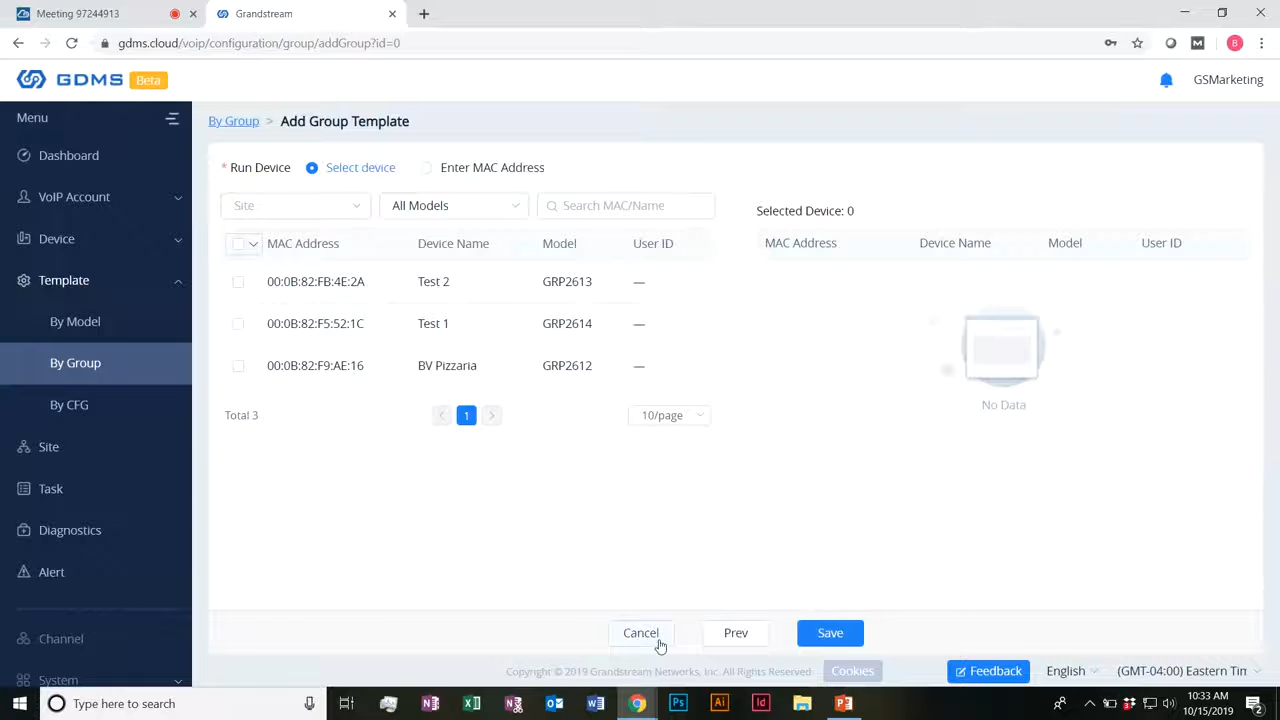 Meeting 97244913
Grandstream
gdms.cloud/voip/configuration/group/addGroup?id=0
GDMS Beta
GSMarketing
Menu
Dashboard
VoIP Account
Device
Template
By Model
By Group
By CFG
Site
Task
Diagnostics
Alert
Channel
System
By Group > Add Group Template
* Run Device Select device Enter MAC Address
Site All Models Search MAC/Name
MAC Address Device Name Model User ID
00:0B:82:FB:4E:2A Test 2 GRP2613 —
00:0B:82:F5:52:1C Test 1 GRP2614 —
00:0B:82:F9:AE:16 BV Pizzaria GRP2612 —
Total 3 < 1 > 10/page
Selected Device: 0
MAC Address Device Name Model User ID
No Data
Cancel Prev Save
Copyright © 2019 Grandstream Networks, Inc. All Rights Reserved. Cookies Feedback English (GMT-04:00) Eastern Tim
Type here to search
10:33 AM
10/15/2019
2